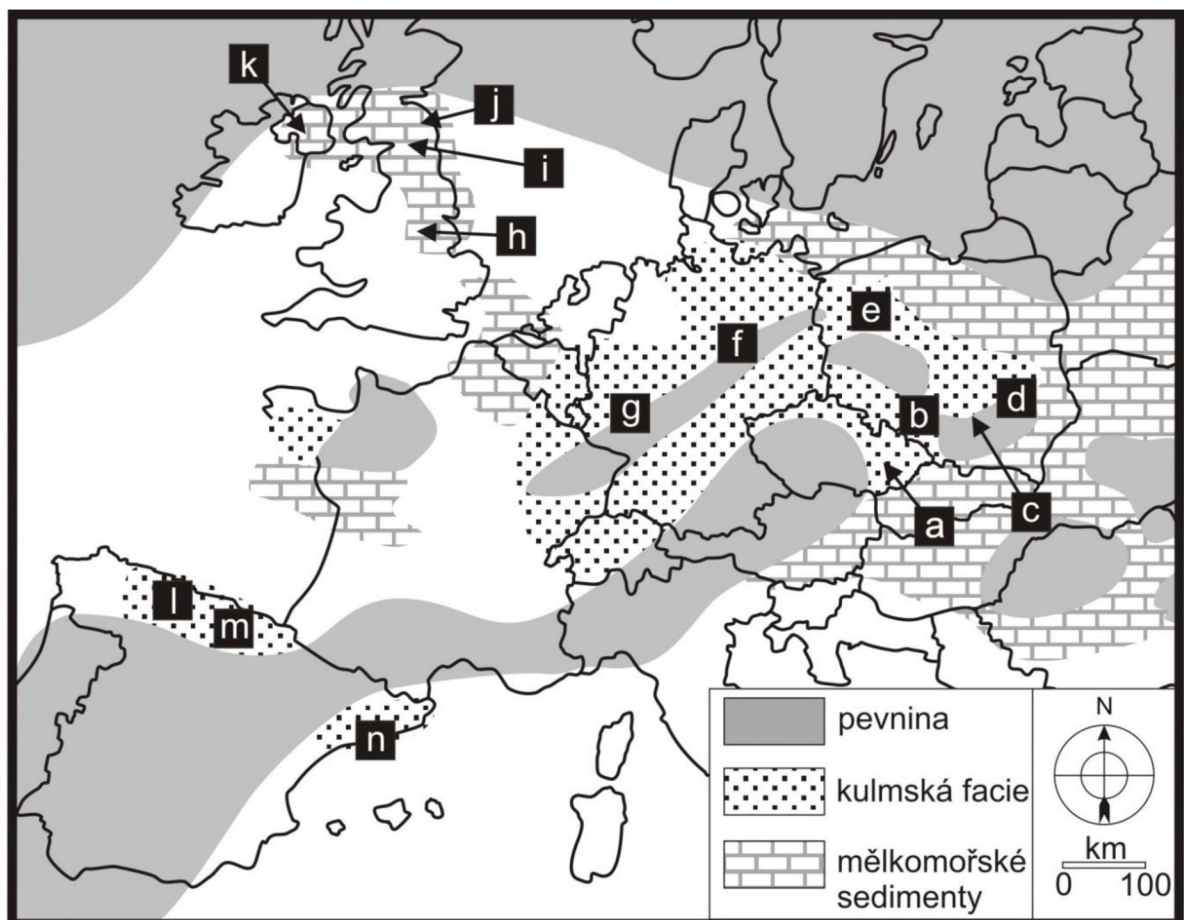 k
j
i
h
e
f
g
b
d
a
c
l
m
n
pevnina
kulmská facie
mělkomořské
sedimenty
N
km
0 100